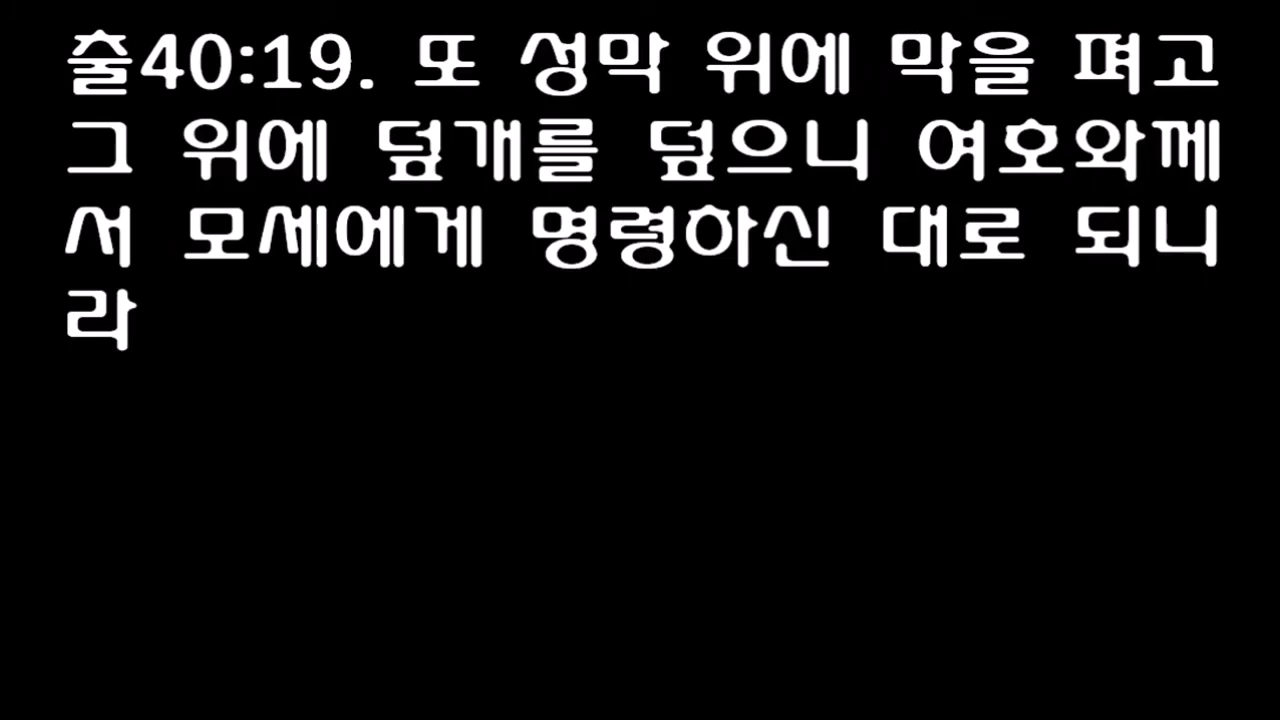 출40:19. 또 성막 위에 막을 펴고
그 위에 덮개를 덮으니 여호와께
서 모세에게 명령하신 대로 되니
라